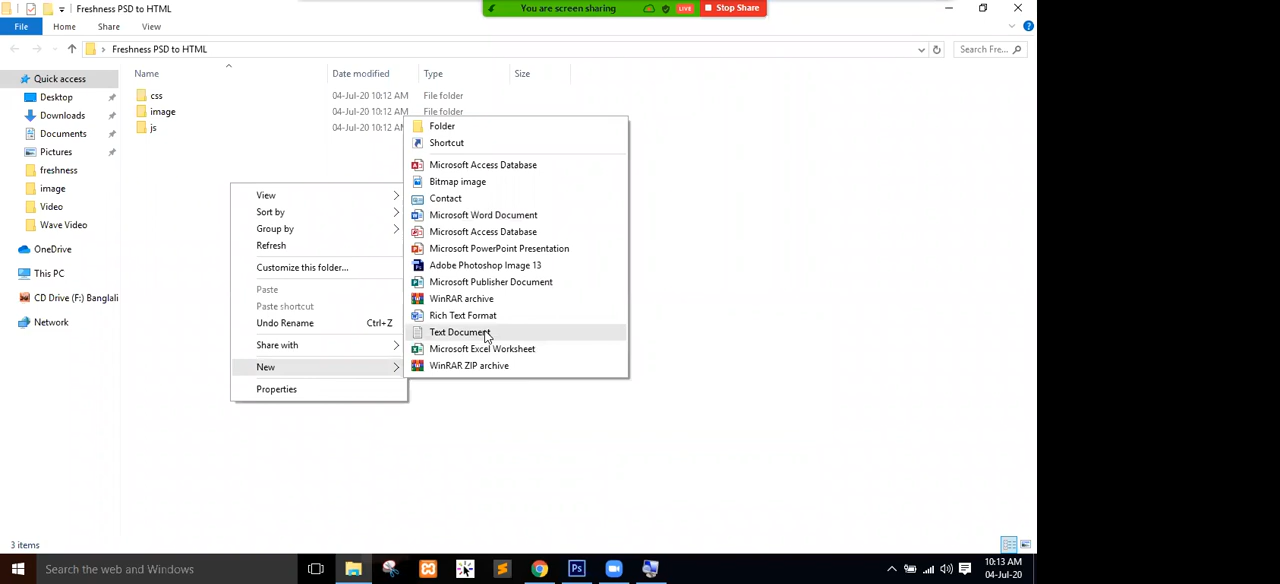 Freshness PSD to HTML
You are screen sharing LIVE Stop Share
File Home Share View
Freshness PSD to HTML
Search Fre...
Name Date modified Type Size
css 04-Jul-20 10:12 AM File folder
image 04-Jul-20 10:12 AM File folder
js 04-Jul-20 10:12 AM
Quick access
Desktop
Downloads
Documents
Pictures
freshness
image
Video
Wave Video
OneDrive
This PC
CD Drive (F:) Banglali
Network
View
Sort by
Group by
Refresh
Customize this folder...
Paste
Paste shortcut
Undo Rename Ctrl+Z
Share with
New
Properties
Folder
Shortcut
Microsoft Access Database
Bitmap image
Contact
Microsoft Word Document
Microsoft Access Database
Microsoft PowerPoint Presentation
Adobe Photoshop Image 13
Microsoft Publisher Document
WinRAR archive
Rich Text Format
Text Document
Microsoft Excel Worksheet
WinRAR ZIP archive
3 items
Search the web and Windows
10:13 AM
04-Jul-20